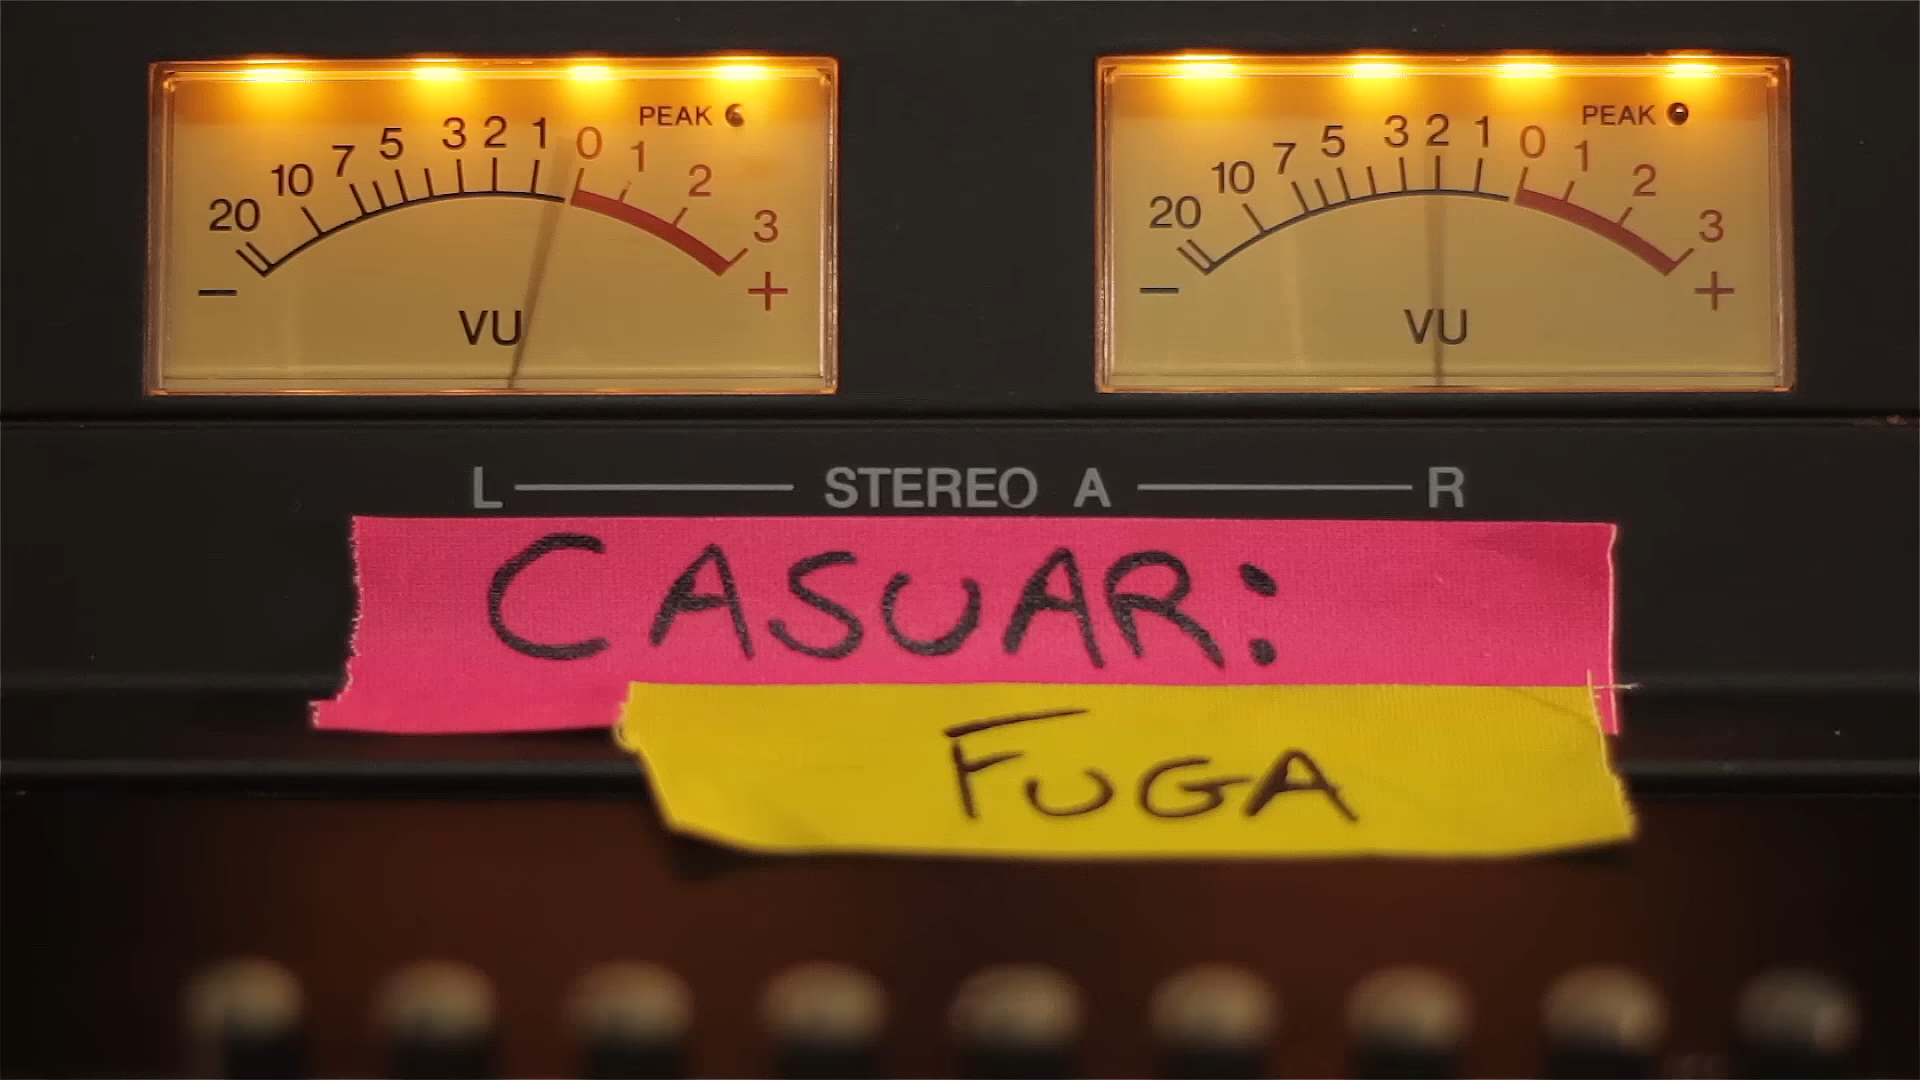 PEAK
20 10 7 5 3 2 1 0 1 2 3
- +
VU
PEAK
20 10 7 5 3 2 1 0 1 2 3
- +
VU
L STEREO A R
CASUAR:
FUGA